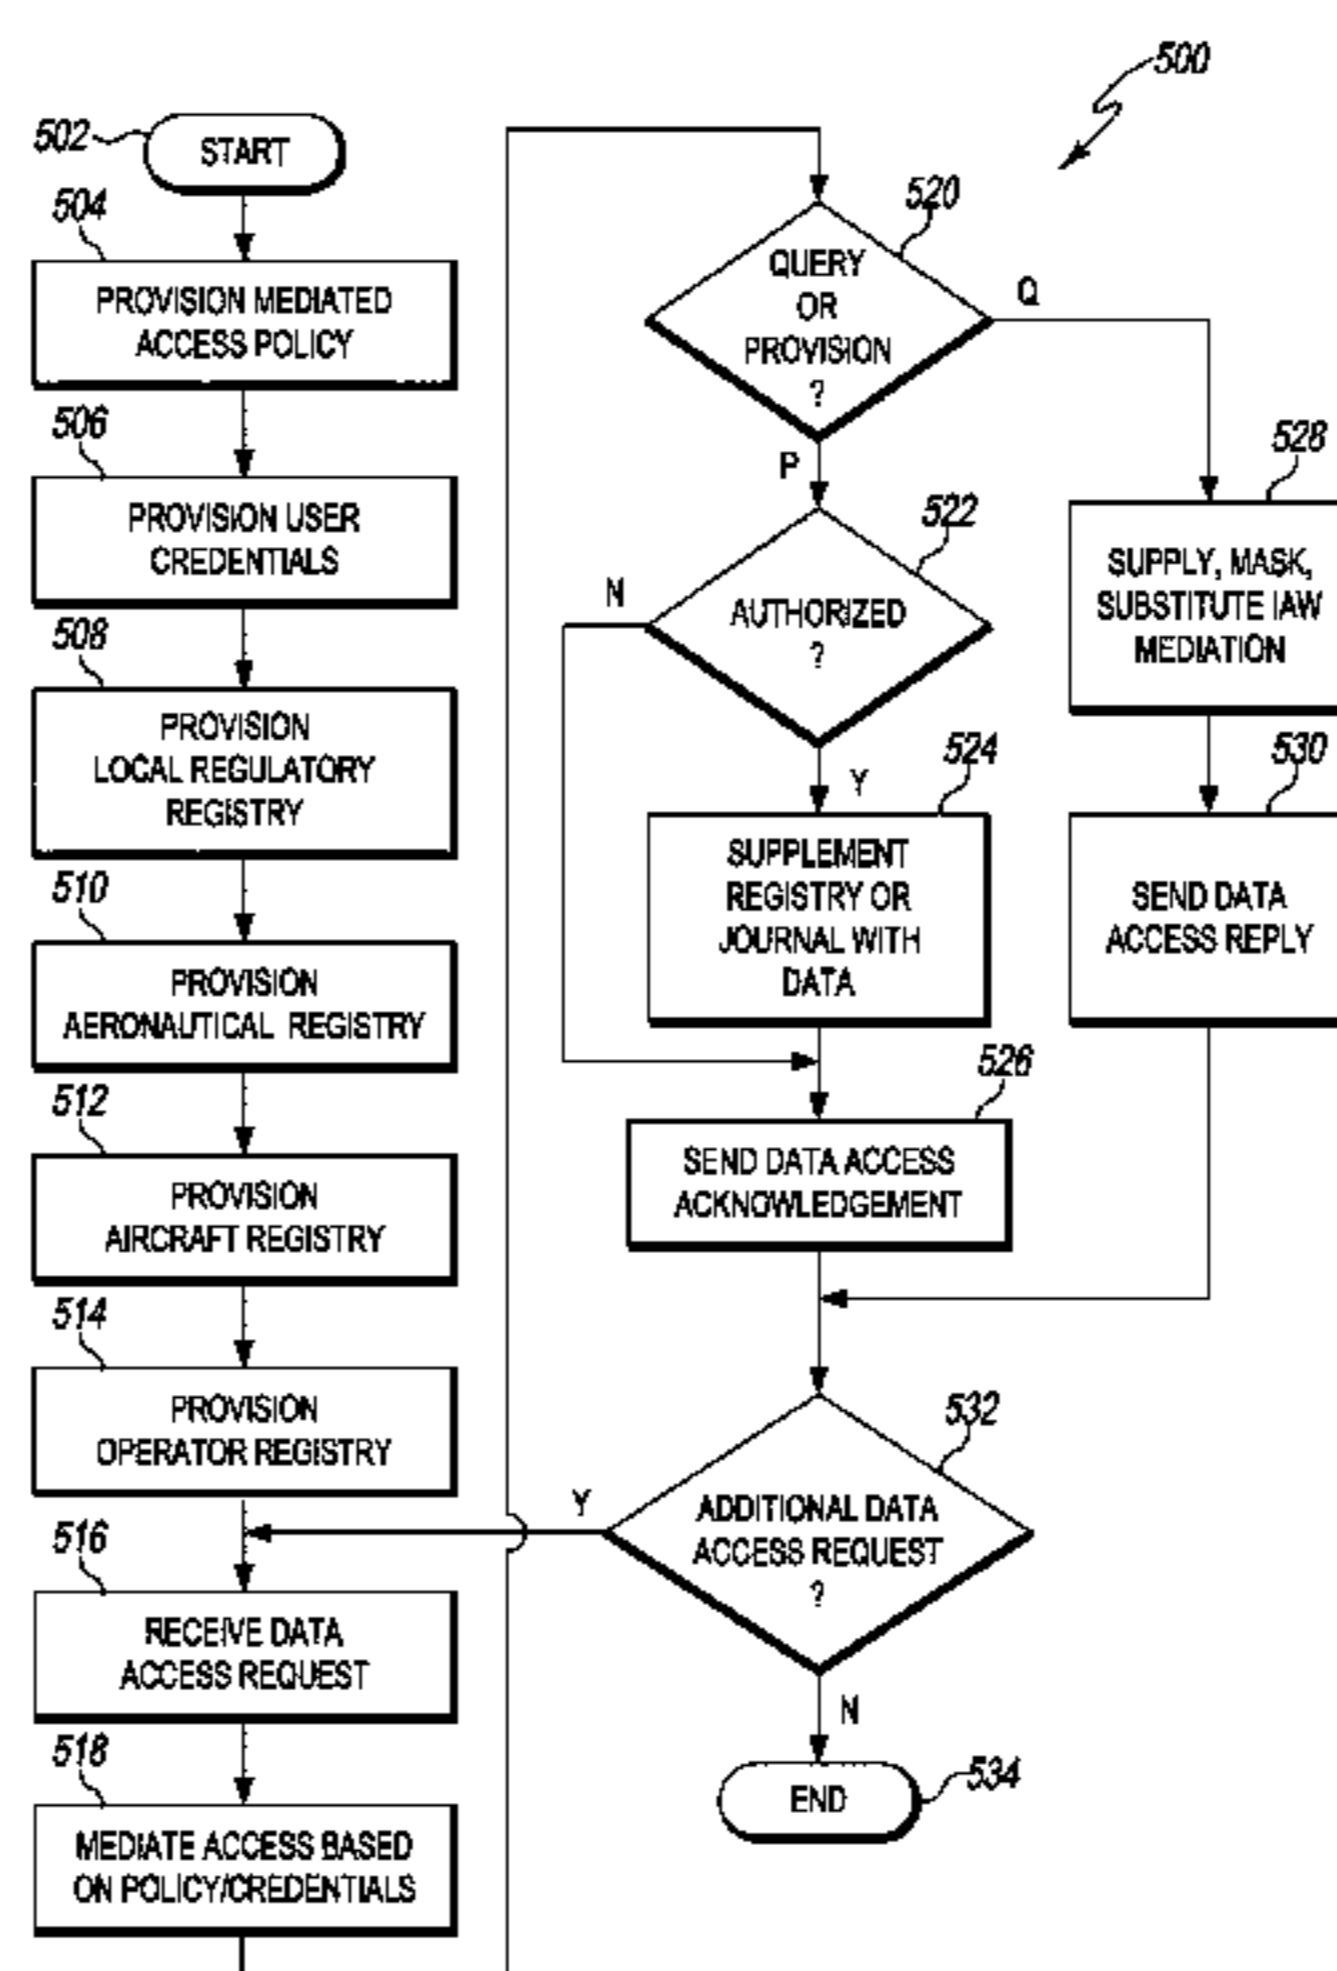 500
502
START
504
PROVISION MEDIATED
ACCESS POLICY
506
PROVISION USER
CREDENTIALS
508
PROVISION
LOCAL REGULATORY
REGISTRY
510
PROVISION
AERONAUTICAL REGISTRY
512
PROVISION
AIRCRAFT REGISTRY
514
PROVISION
OPERATOR REGISTRY
516
RECEIVE DATA
ACCESS REQUEST
518
MEDIATE ACCESS BASED
ON POLICY/CREDENTIALS
520
QUERY
OR
PROVISION
?
Q
P
522
AUTHORIZED
?
N
Y
524
SUPPLEMENT
REGISTRY OR
JOURNAL WITH
DATA
526
SEND DATA ACCESS
ACKNOWLEDGEMENT
528
SUPPLY, MASK,
SUBSTITUTE IAW
MEDIATION
530
SEND DATA
ACCESS REPLY
532
ADDITIONAL DATA
ACCESS REQUEST
?
Y
N
END
534